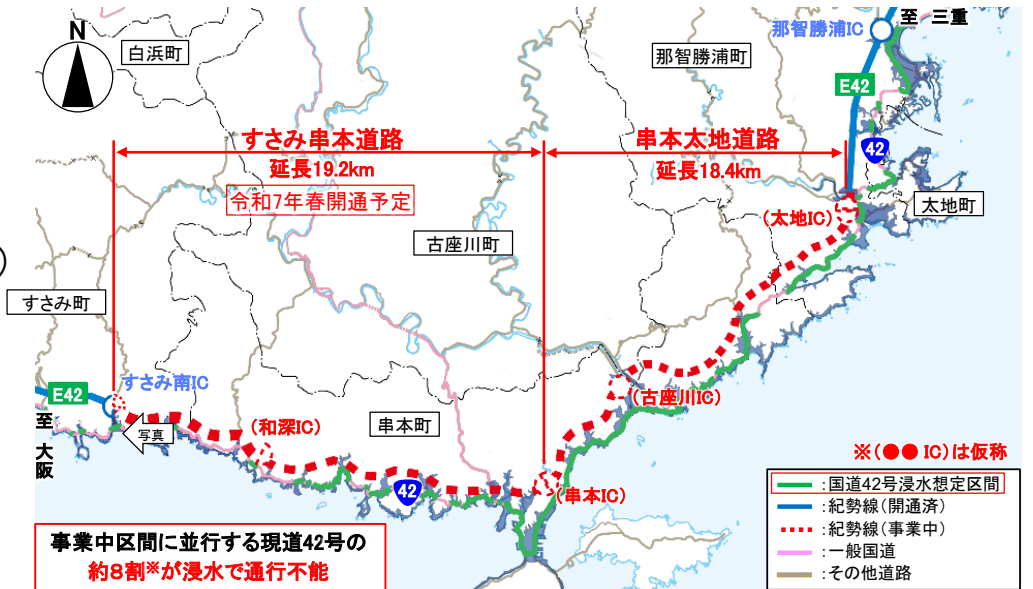 N
白浜町
那智勝浦町
那智勝浦IC
至 三重
E42
42
すさみ串本道路
延長19.2km
令和7年春開通予定
串本太地道路
延長18.4km
(太地IC)
太地町
古座川町
すさみ町
すさみ南IC
E42
至大阪
写真
(和深IC)
串本町
(古座川IC)
42
(串本IC)
※(●● IC)は仮称
:国道42号浸水想定区間
:紀勢線(開通済)
:紀勢線(事業中)
:一般国道
:その他道路
事業中区間に並行する現道42号の
約8割※が浸水で通行不能